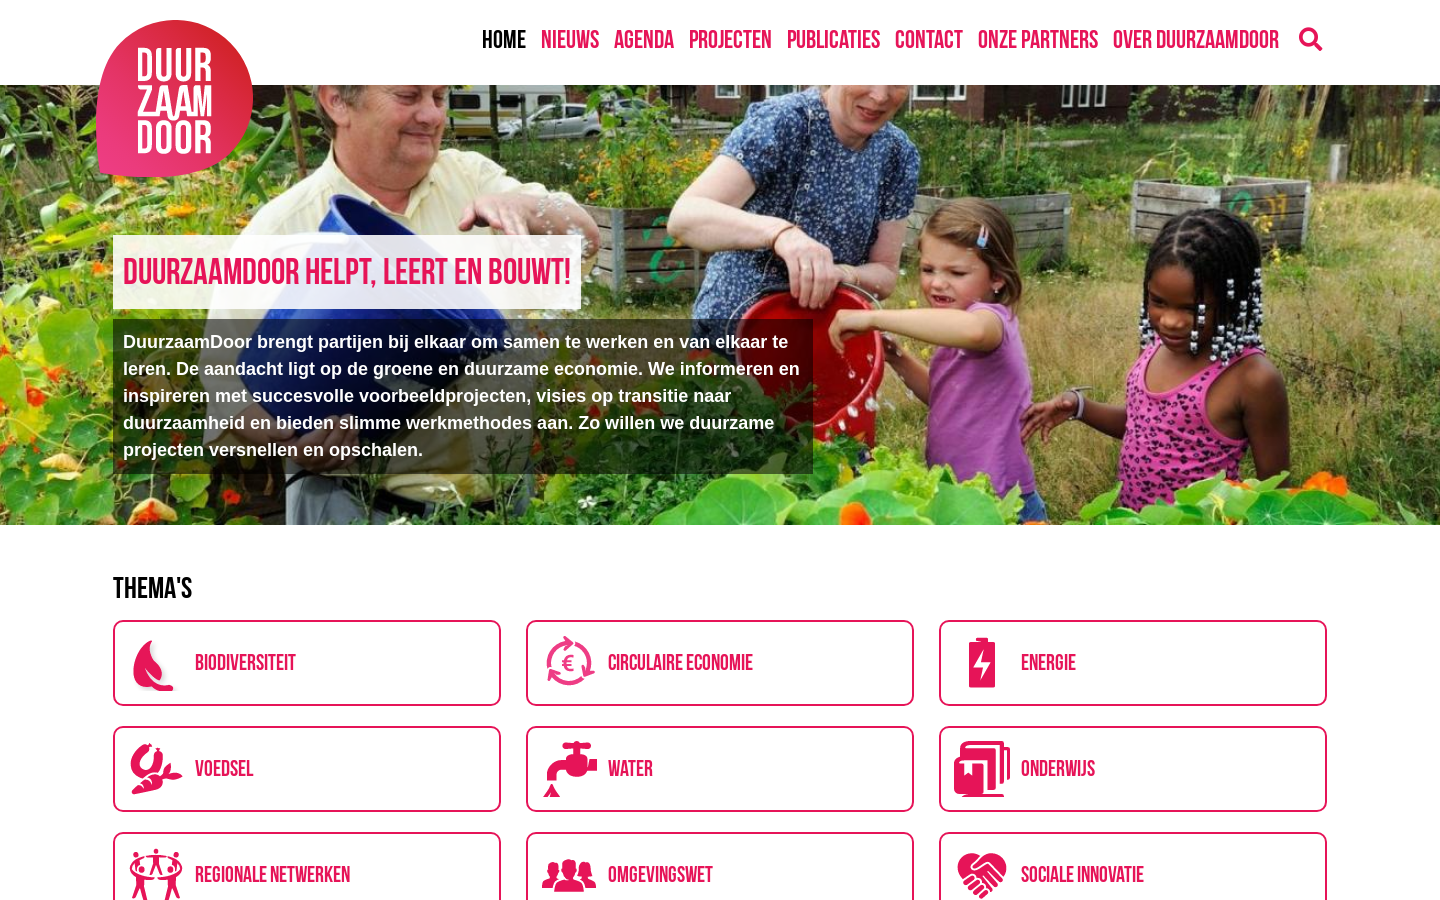 DUUR
ZAAM
DOOR
HOME NIEUWS AGENDA PROJECTEN PUBLICATIES CONTACT ONZE PARTNERS OVER DUURZAAMDOOR
DUURZAAMDOOR HELPT, LEERT EN BOUWT!
DuurzaamDoor brengt partijen bij elkaar om samen te werken en van elkaar te
leren. De aandacht ligt op de groene en duurzame economie. We informeren en
inspireren met succesvolle voorbeeldprojecten, visies op transitie naar
duurzaamheid en bieden slimme werkmethodes aan. Zo willen we duurzame
projecten versnellen en opschalen.
THEMA'S
BIODIVERSITEIT
CIRCULAIRE ECONOMIE
ENERGIE
VOEDSEL
WATER
ONDERWIJS
REGIONALE NETWERKEN
OMGEVINGSWET
SOCIALE INNOVATIE